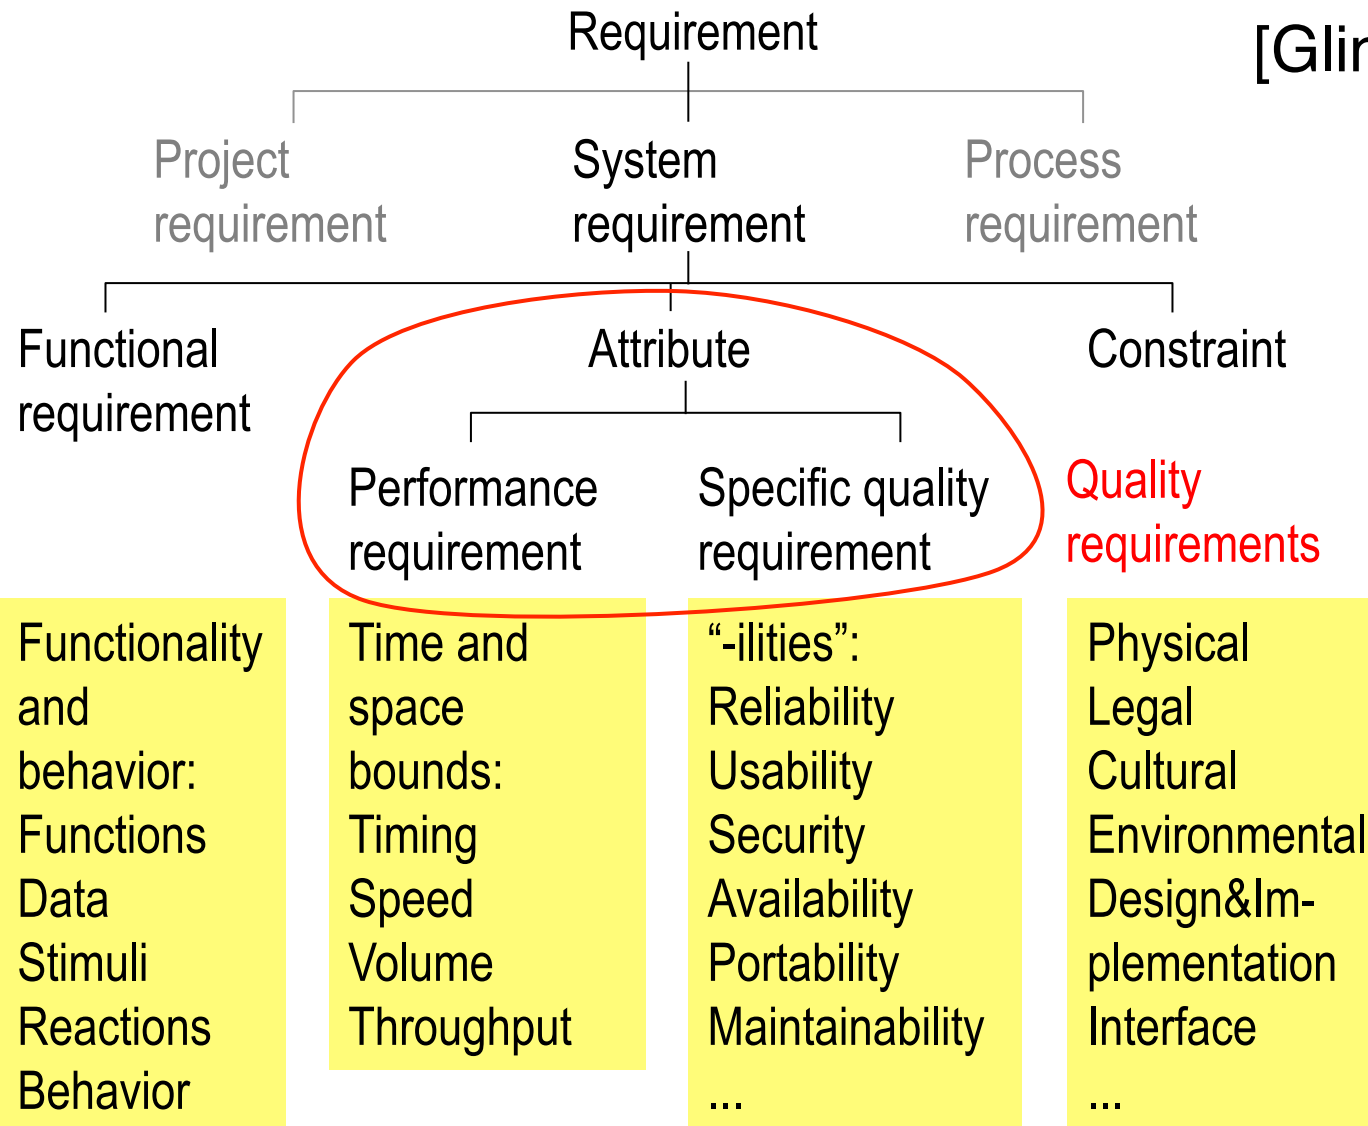 Requirement
[Glin
Project
requirement
System
requirement
Process
requirement
Functional
requirement
Attribute
Constraint
Performance
requirement
Specific quality
requirement
Quality
requirements
Functionality
and
behavior:
Functions
Data
Stimuli
Reactions
Behavior
Time and
space
bounds:
Timing
Speed
Volume
Throughput
“-ilities”:
Reliability
Usability
Security
Availability
Portability
Maintainability
...
Physical
Legal
Cultural
Environmental
Design&Im-
plementation
Interface
...